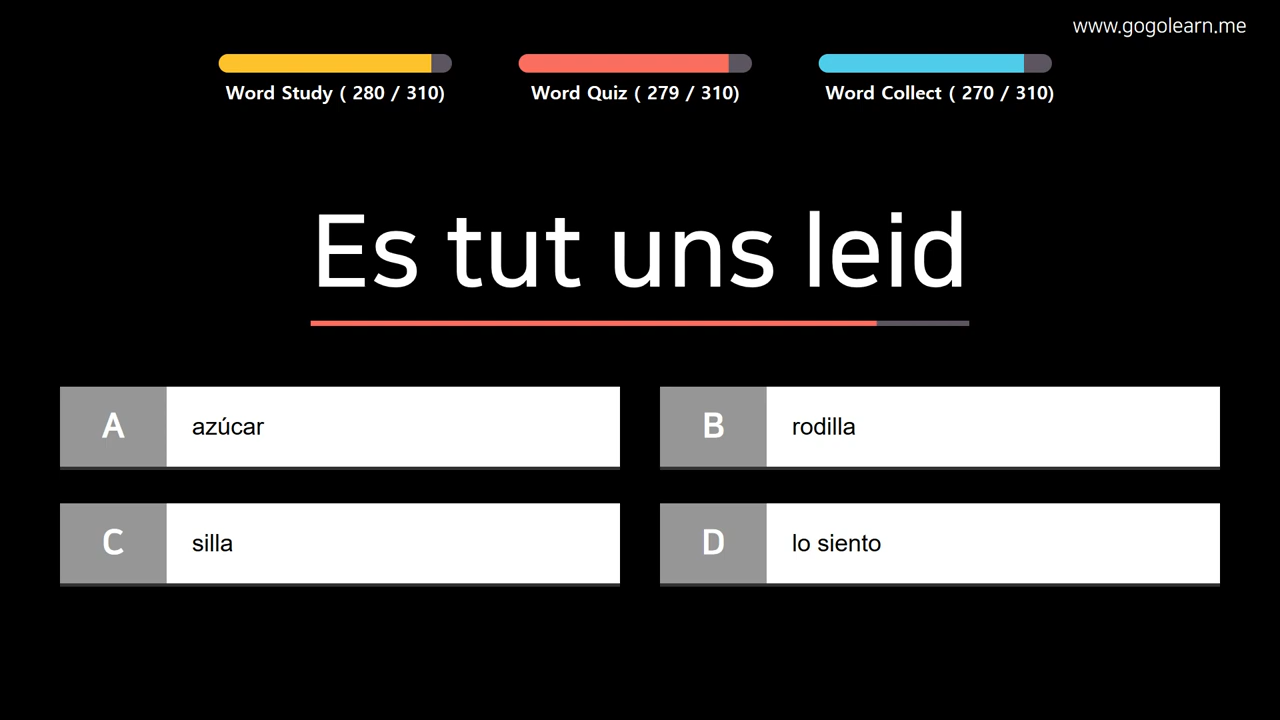 www.gogolearn.me
Word Study ( 280 / 310)
Word Quiz ( 279 / 310)
Word Collect ( 270 / 310)
Es tut uns leid
A azúcar
B rodilla
C silla
D lo siento